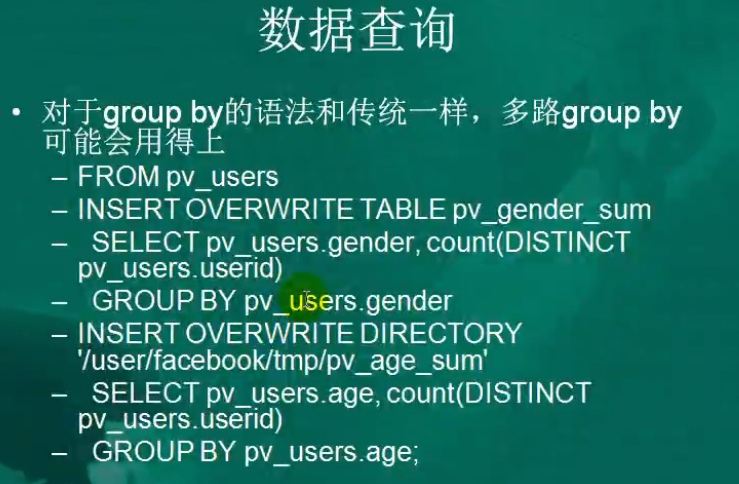 数据查询
• 对于group by的语法和传统一样，多路group by
可能会用得上
– FROM pv_users
– INSERT OVERWRITE TABLE pv_gender_sum
– SELECT pv_users.gender, count(DISTINCT
pv_users.userid)
– GROUP BY pv_users.gender
– INSERT OVERWRITE DIRECTORY
'/user/facebook/tmp/pv_age_sum'
– SELECT pv_users.age, count(DISTINCT
pv_users.userid)
– GROUP BY pv_users.age;